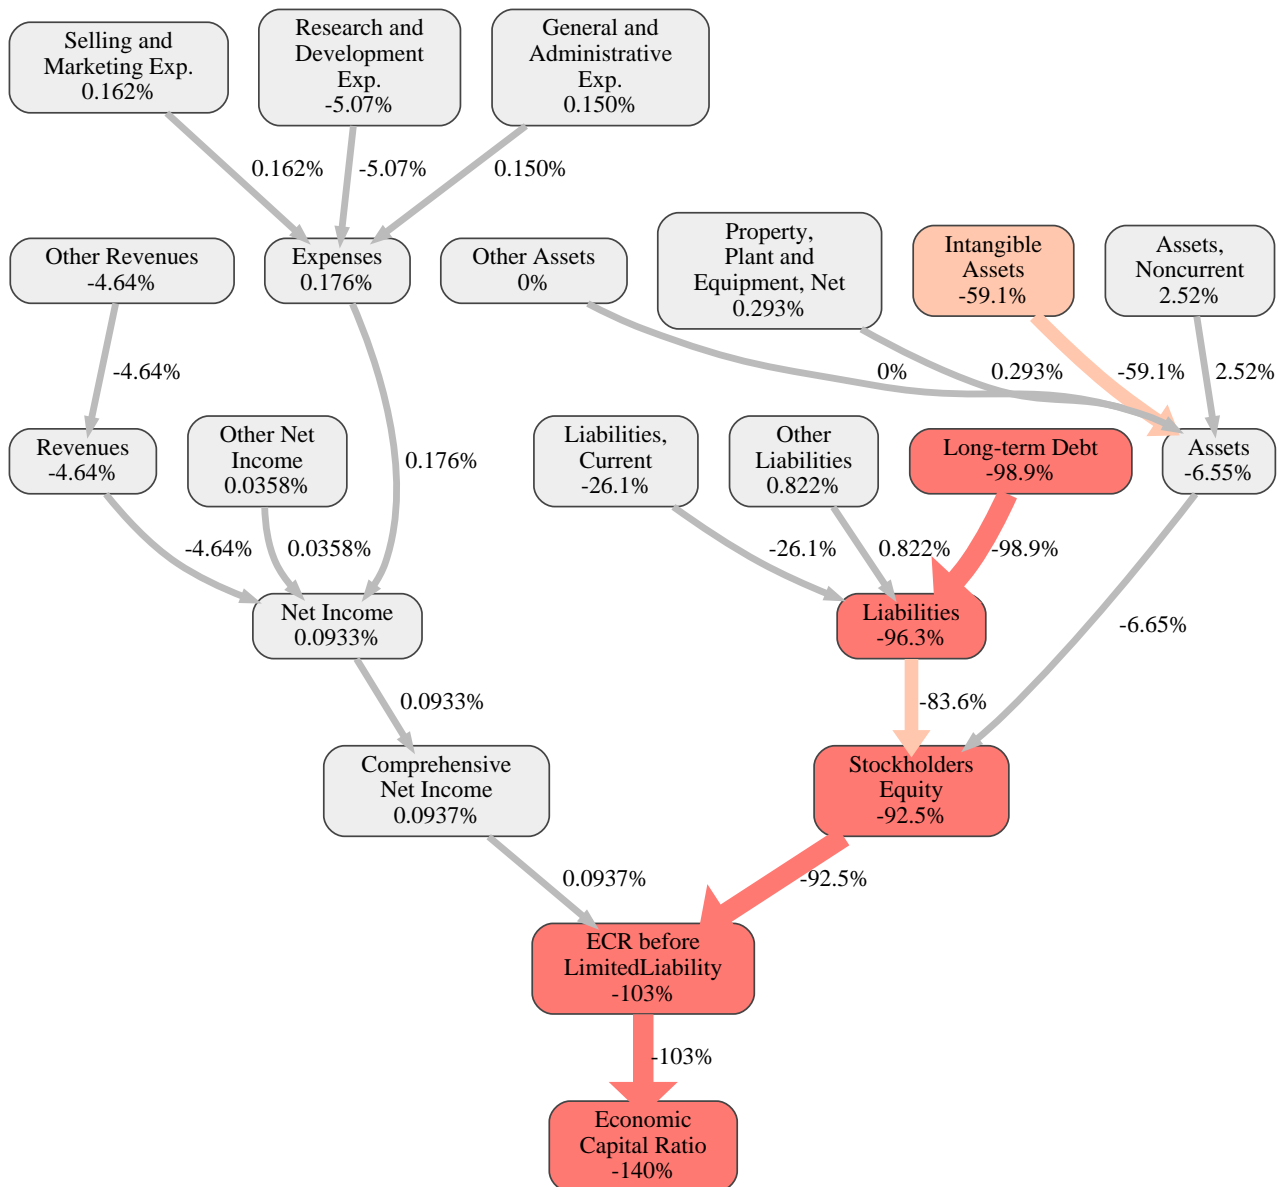 Selling and
Marketing Exp.
0.162%
Research and
Development
Exp.
-5.07%
General and
Administrative
Exp.
0.150%
0.162%
-5.07%
0.150%
Other Revenues
-4.64%
Expenses
0.176%
Other Assets
0%
Property,
Plant and
Equipment, Net
0.293%
Intangible
Assets
-59.1%
Assets,
Noncurrent
2.52%
-4.64%
0%
0.293%
-59.1%
2.52%
Revenues
-4.64%
Other Net
Income
0.0358%
0.176%
Liabilities,
Current
-26.1%
Other
Liabilities
0.822%
Long-term Debt
-98.9%
Assets
-6.55%
-4.64%
0.0358%
-26.1%
0.822%
-98.9%
Net Income
0.0933%
Liabilities
-96.3%
-6.65%
0.0933%
-83.6%
Comprehensive
Net Income
0.0937%
Stockholders
Equity
-92.5%
0.0937%
-92.5%
ECR before
LimitedLiability
-103%
-103%
Economic
Capital Ratio
-140%